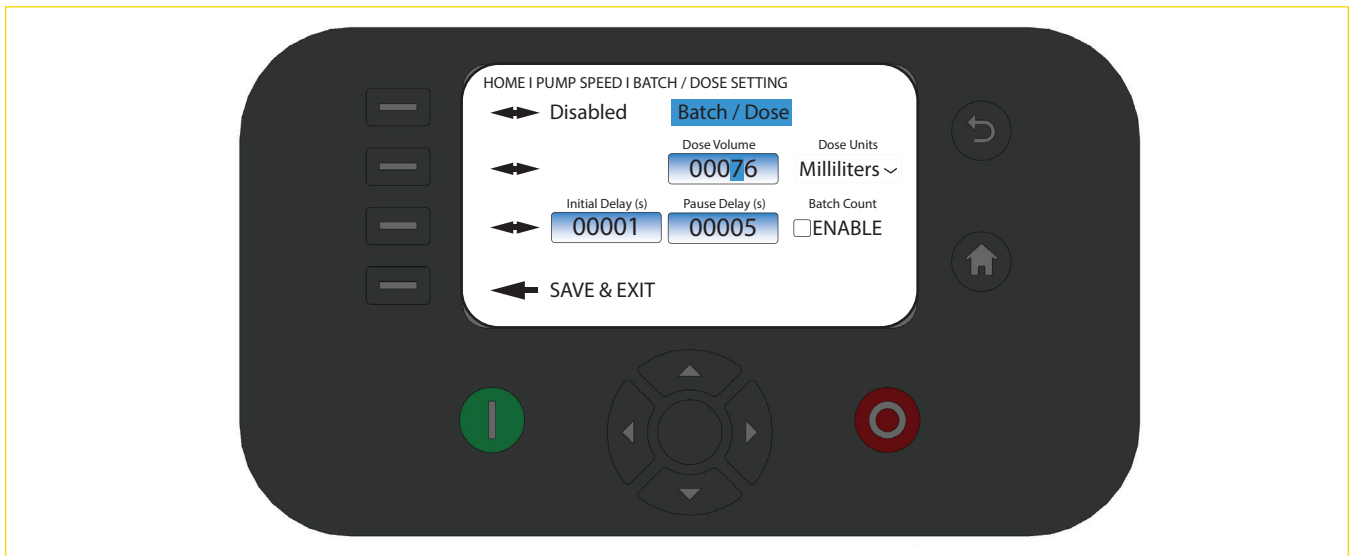 HOME I PUMP SPEED I BATCH / DOSE SETTING
Disabled Batch / Dose
Dose Volume Dose Units
00076 Milliliters
Initial Delay (s) Pause Delay (s) Batch Count
00001 00005 ENABLE
SAVE & EXIT